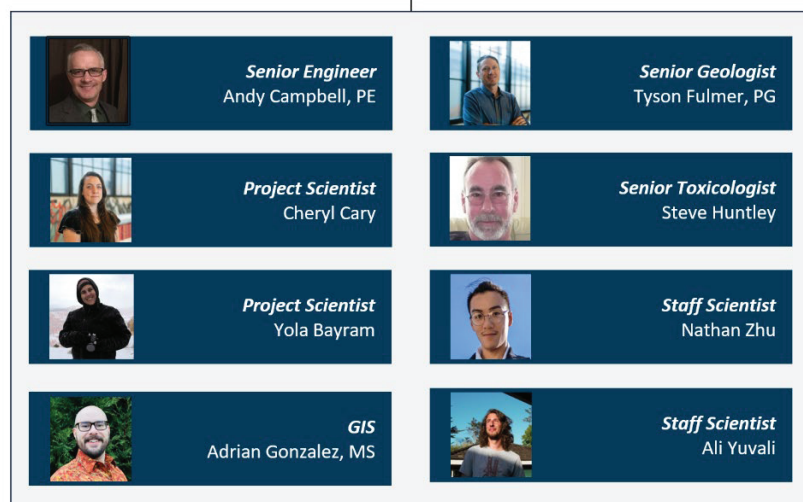 Senior Engineer
Andy Campbell, PE
Senior Geologist
Tyson Fulmer, PG
Project Scientist
Cheryl Cary
Senior Toxicologist
Steve Huntley
Project Scientist
Yola Bayram
Staff Scientist
Nathan Zhu
GIS
Adrian Gonzalez, MS
Staff Scientist
Ali Yuvali